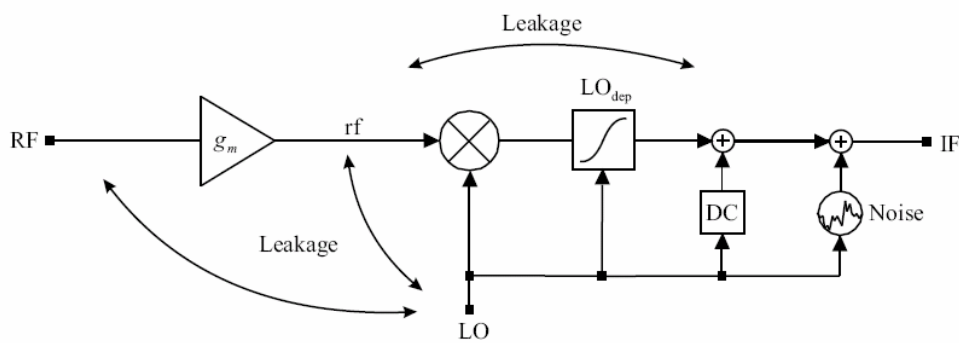 Leakage
LO_dep
RF
g_m
rf
IF
DC
Noise
Leakage
LO